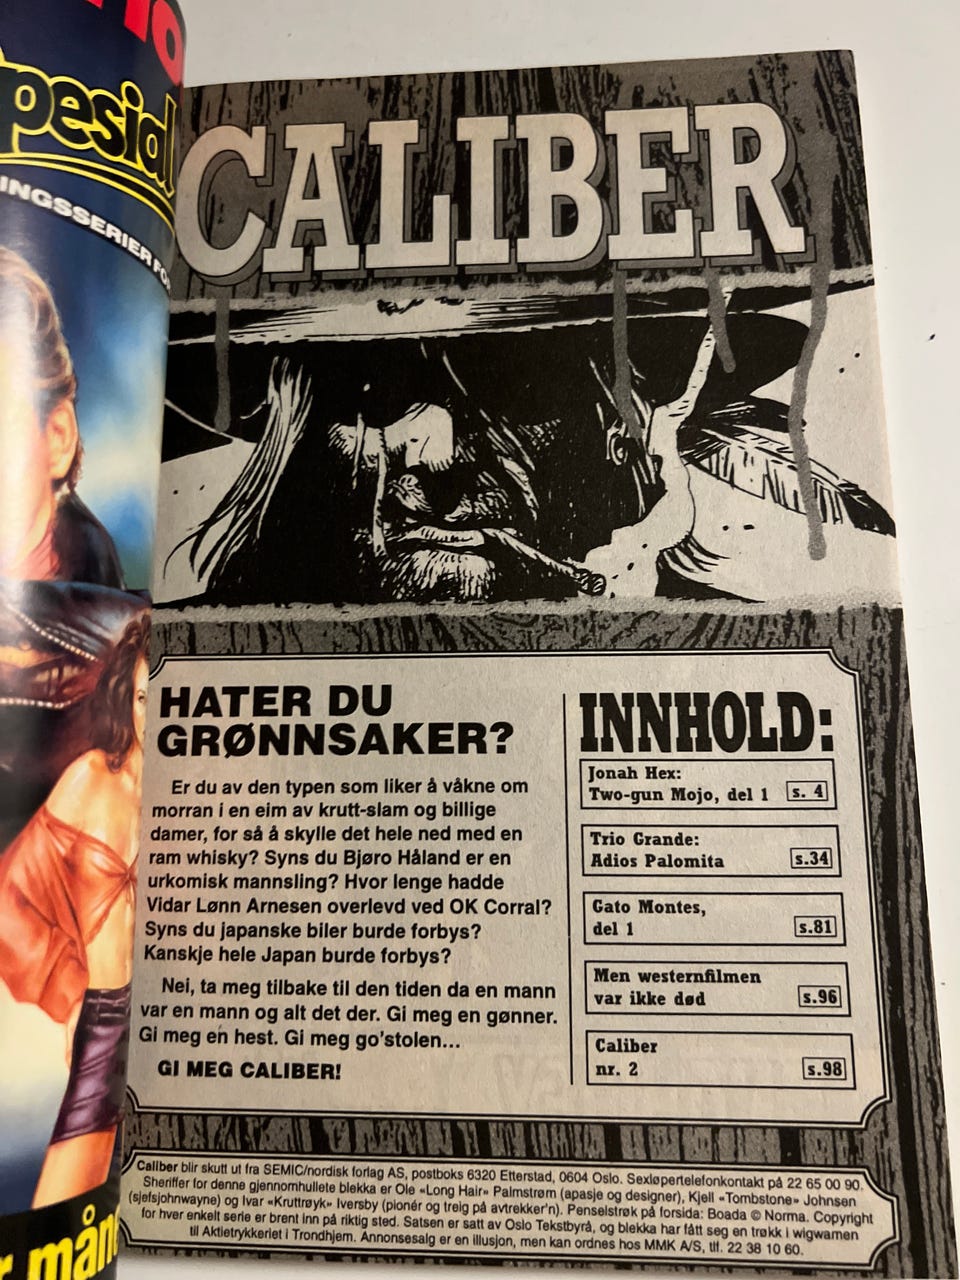 IO
pesial
INGSSERIER FO
r mån
CALIBER
HATER DU
GRØNNSAKER?
Er du av den typen som liker å våkne om
morran i en eim av krutt-slam og billige
damer, for så å skylle det hele ned med en
ram whisky? Syns du Bjøro Håland er en
urkomisk mannsling? Hvor lenge hadde
Vidar Lønn Arnesen overlevd ved OK Corral?
Syns du japanske biler burde forbys?
Kanskje hele Japan burde forbys?
Nei, ta meg tilbake til den tiden da en mann
var en mann og alt det der. Gi meg en gønner.
Gi meg en hest. Gi meg go'stolen...
GI MEG CALIBER!
INNHOLD:
Jonah Hex:
Two-gun Mojo, del 1 s. 4
Trio Grande:
Adios Palomita s.34
Gato Montes,
del 1 s.81
Men westernfilmen
var ikke død s.96
Caliber
nr. 2 s.98
Caliber blir skutt ut fra SEMIC/nordisk forlag AS, postboks 6320 Etterstad, 0604 Oslo. Sexløpertelefonkontakt på 22 65 00 90.
Sheriffer for denne gjennomhullete blekka er Ole «Long Hair» Palmstrøm (apasje og designer), Kjell «Tombstone» Johnsen
(sjefsjohnwayne) og Ivar «Kruttrøyk» Iversby (pionér og treig på avtrekker'n). Penselstrøk på forsida: Boada © Norma. Copyright
for hver enkelt serie er brent inn på riktig sted. Satsen er satt av Oslo Tekstbyrå, og blekka har fått seg en trøkk i wigwamen
til Aktietrykkeriet i Trondhjem. Annonsesalg er en illusjon, men kan ordnes hos MMK A/S, tlf. 22 38 10 60.